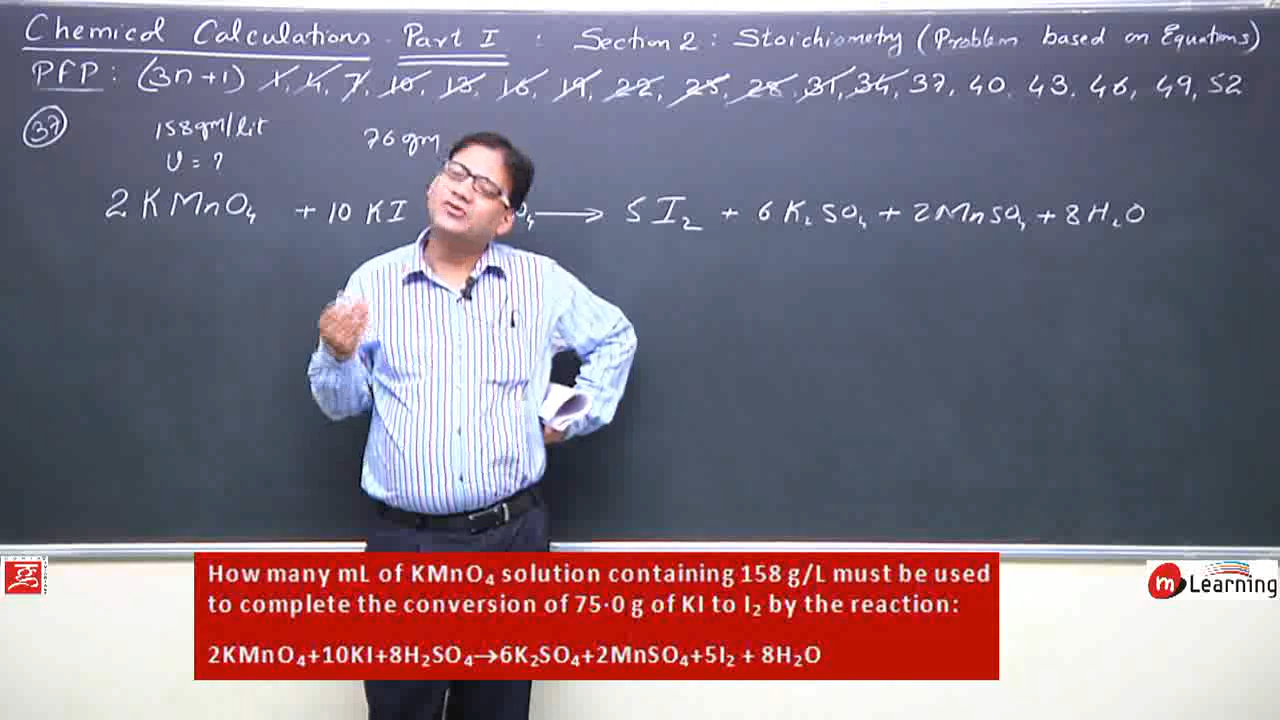 Chemical Calculations Part I : Section 2 : Stoichiometry (Problem based on Equations)
PFP : (3n+1) 1, 4, 7, 10, 13, 16, 19, 22, 25, 28, 31, 34, 37, 40, 43, 46, 49, 52
37 158gm/lit 76 gm
V = ?
2 KMnO4 + 10 KI O4 → 5 I2 + 6 K2SO4 + 2MnSO4 + 8H2O
How many mL of KMnO4 solution containing 158 g/L must be used
to complete the conversion of 75·0 g of KI to I2 by the reaction:
2KMnO4+10KI+8H2SO4→6K2SO4+2MnSO4+5I2 + 8H2O
m Learning